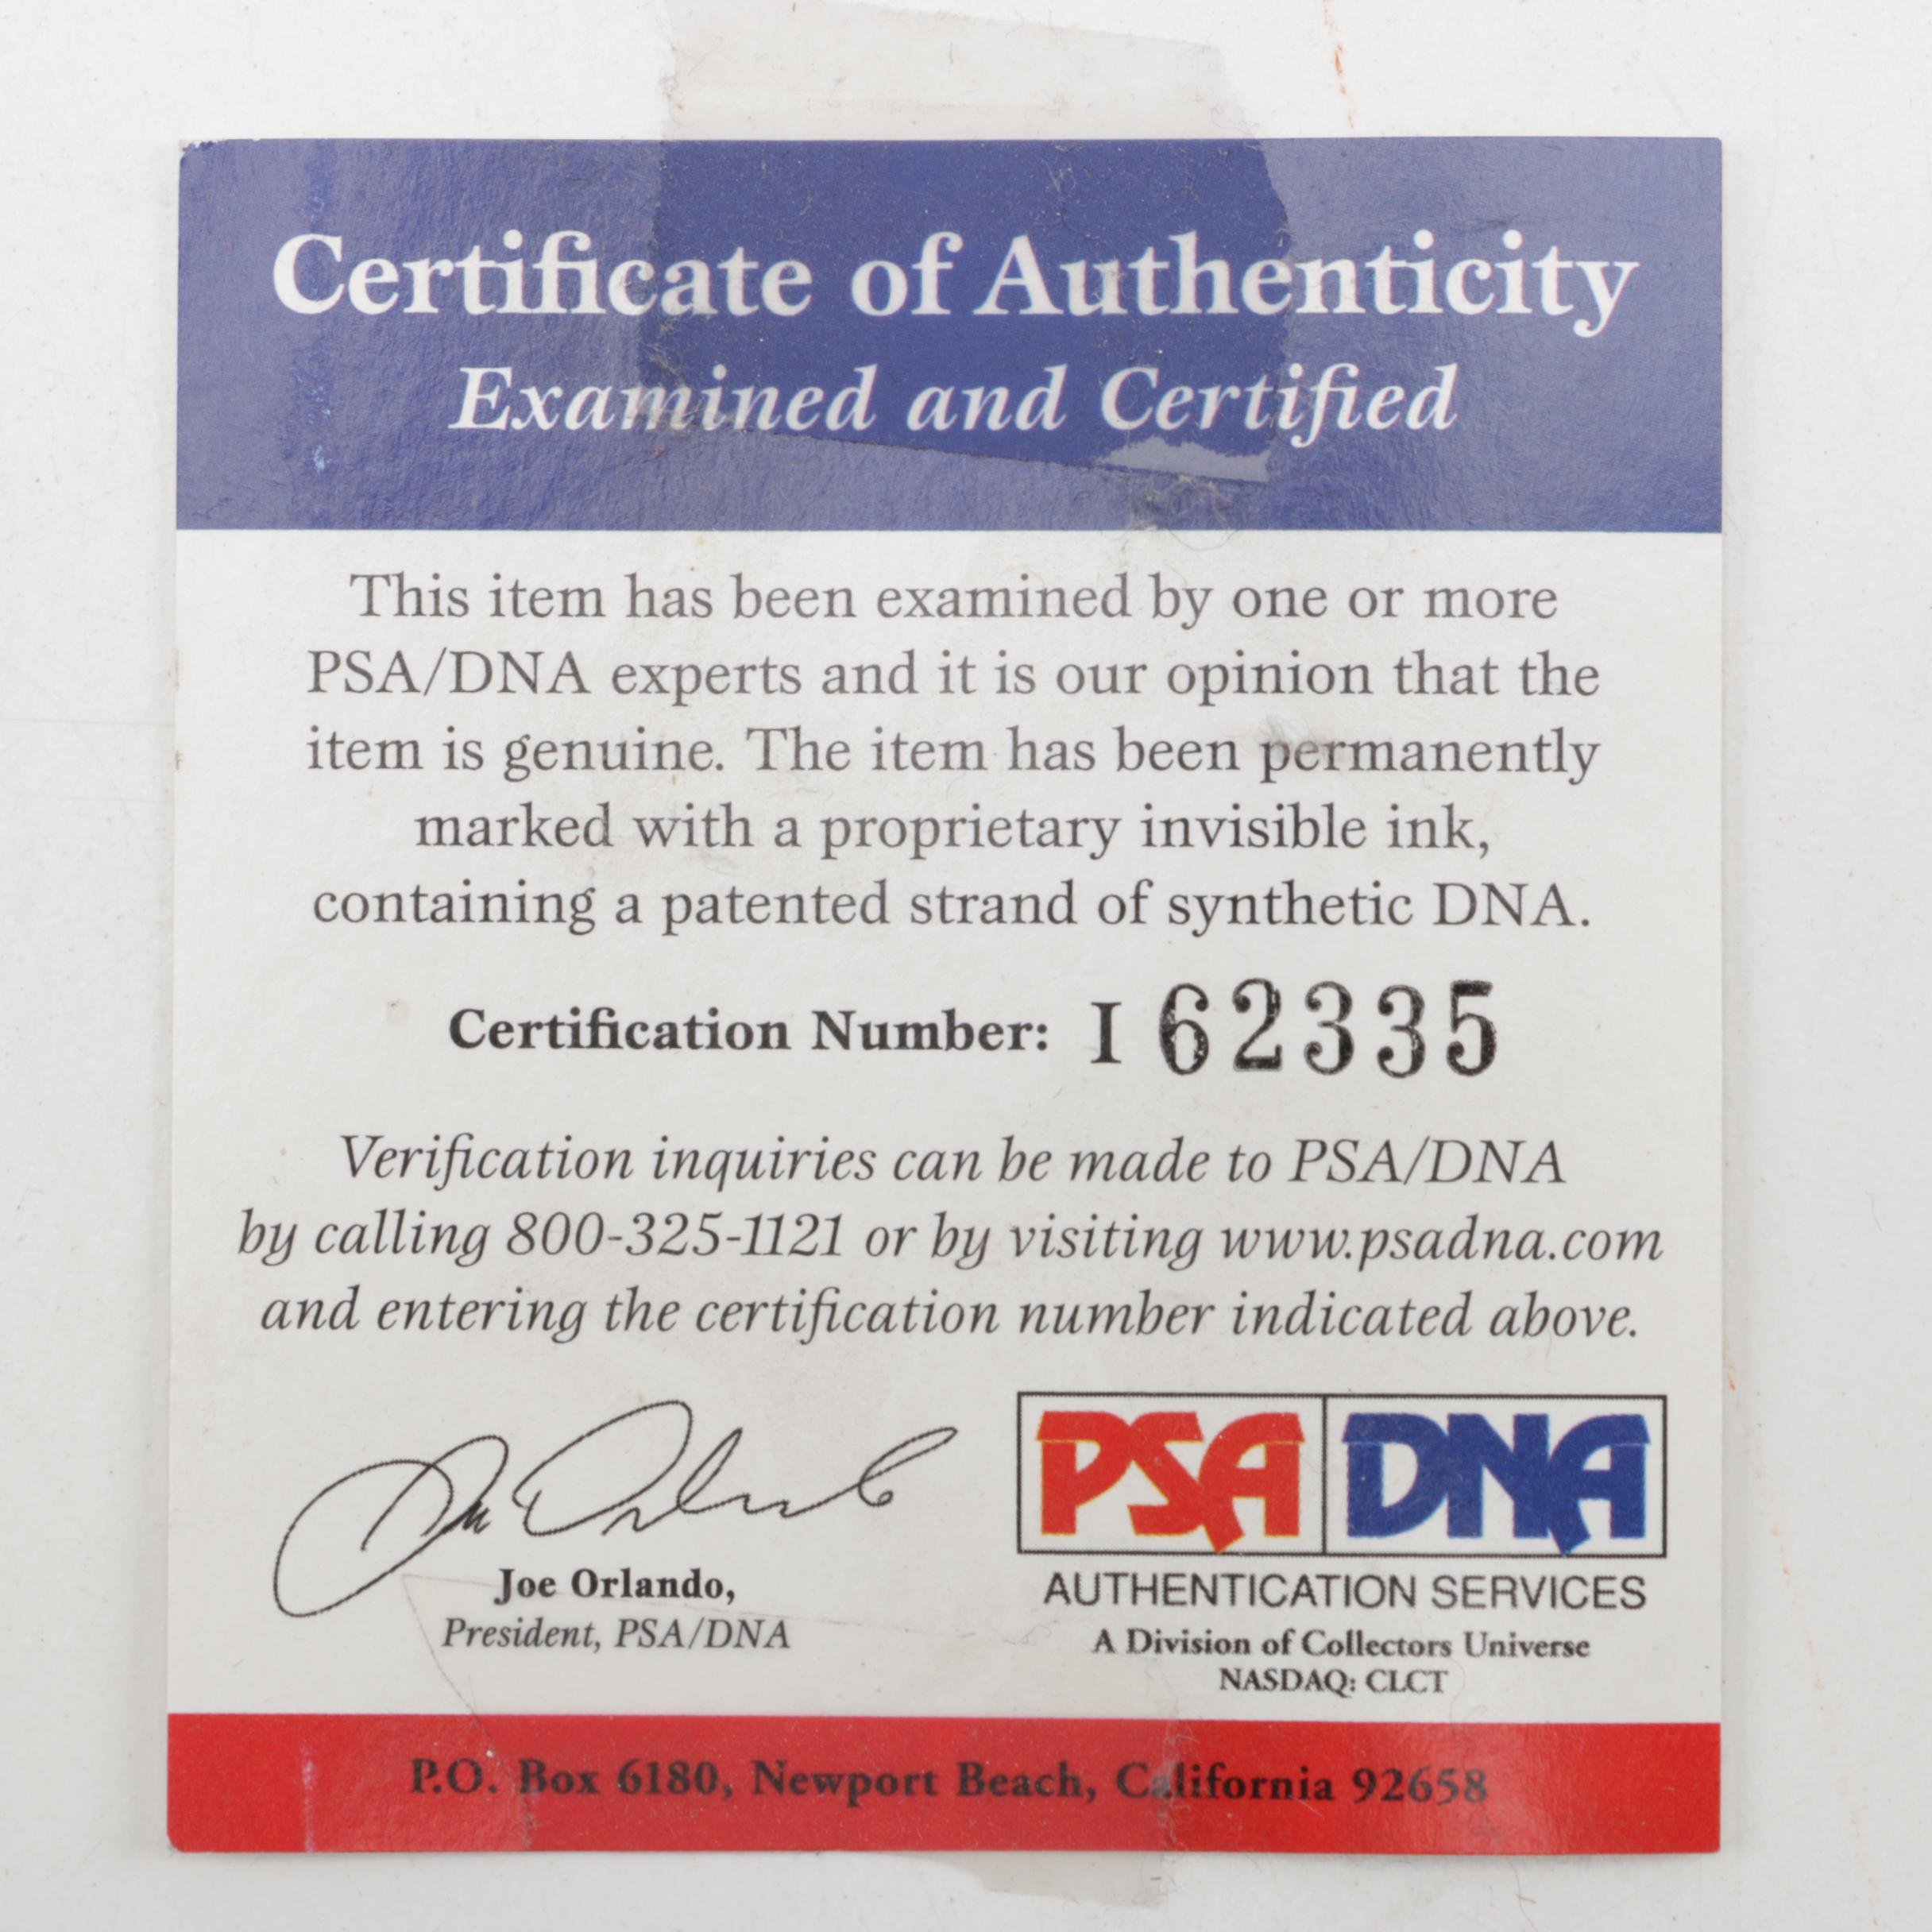 Certificate of Authenticity
Examined and Certified
This item has been examined by one or more
PSA/DNA experts and it is our opinion that the
item is genuine. The item has been permanently
marked with a proprietary invisible ink,
containing a patented strand of synthetic DNA.
Certification Number: I 62335
Verification inquiries can be made to PSA/DNA
by calling 800-325-1121 or by visiting www.psadna.com
and entering the certification number indicated above.
Joe Orlando,
President, PSA/DNA
PSA DNA
AUTHENTICATION SERVICES
A Division of Collectors Universe
NASDAQ: CLCT
P.O. Box 6180, Newport Beach, California 92658